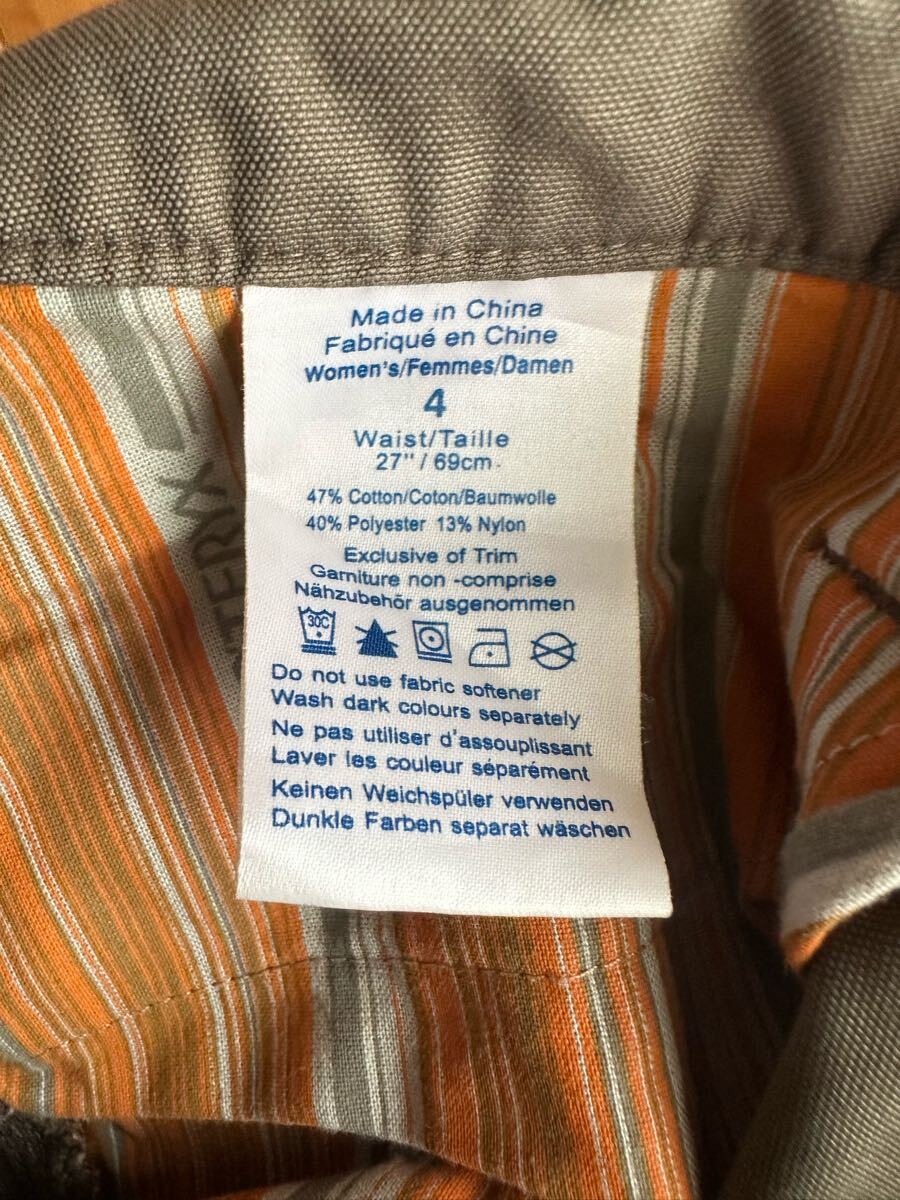 Made in China
Fabriqué en Chine
Women's/Femmes/Damen
4
Waist/Taille
27" / 69cm
47% Cotton/Coton/Baumwolle
40% Polyester 13% Nylon
Exclusive of Trim
Garniture non -comprise
Nähzubehör ausgenommen
30C
Do not use fabric softener
Wash dark colours separately
Ne pas utiliser d'assouplissant
Laver les couleur séparément
Keinen Weichspüler verwenden
Dunkle Farben separat wäschen